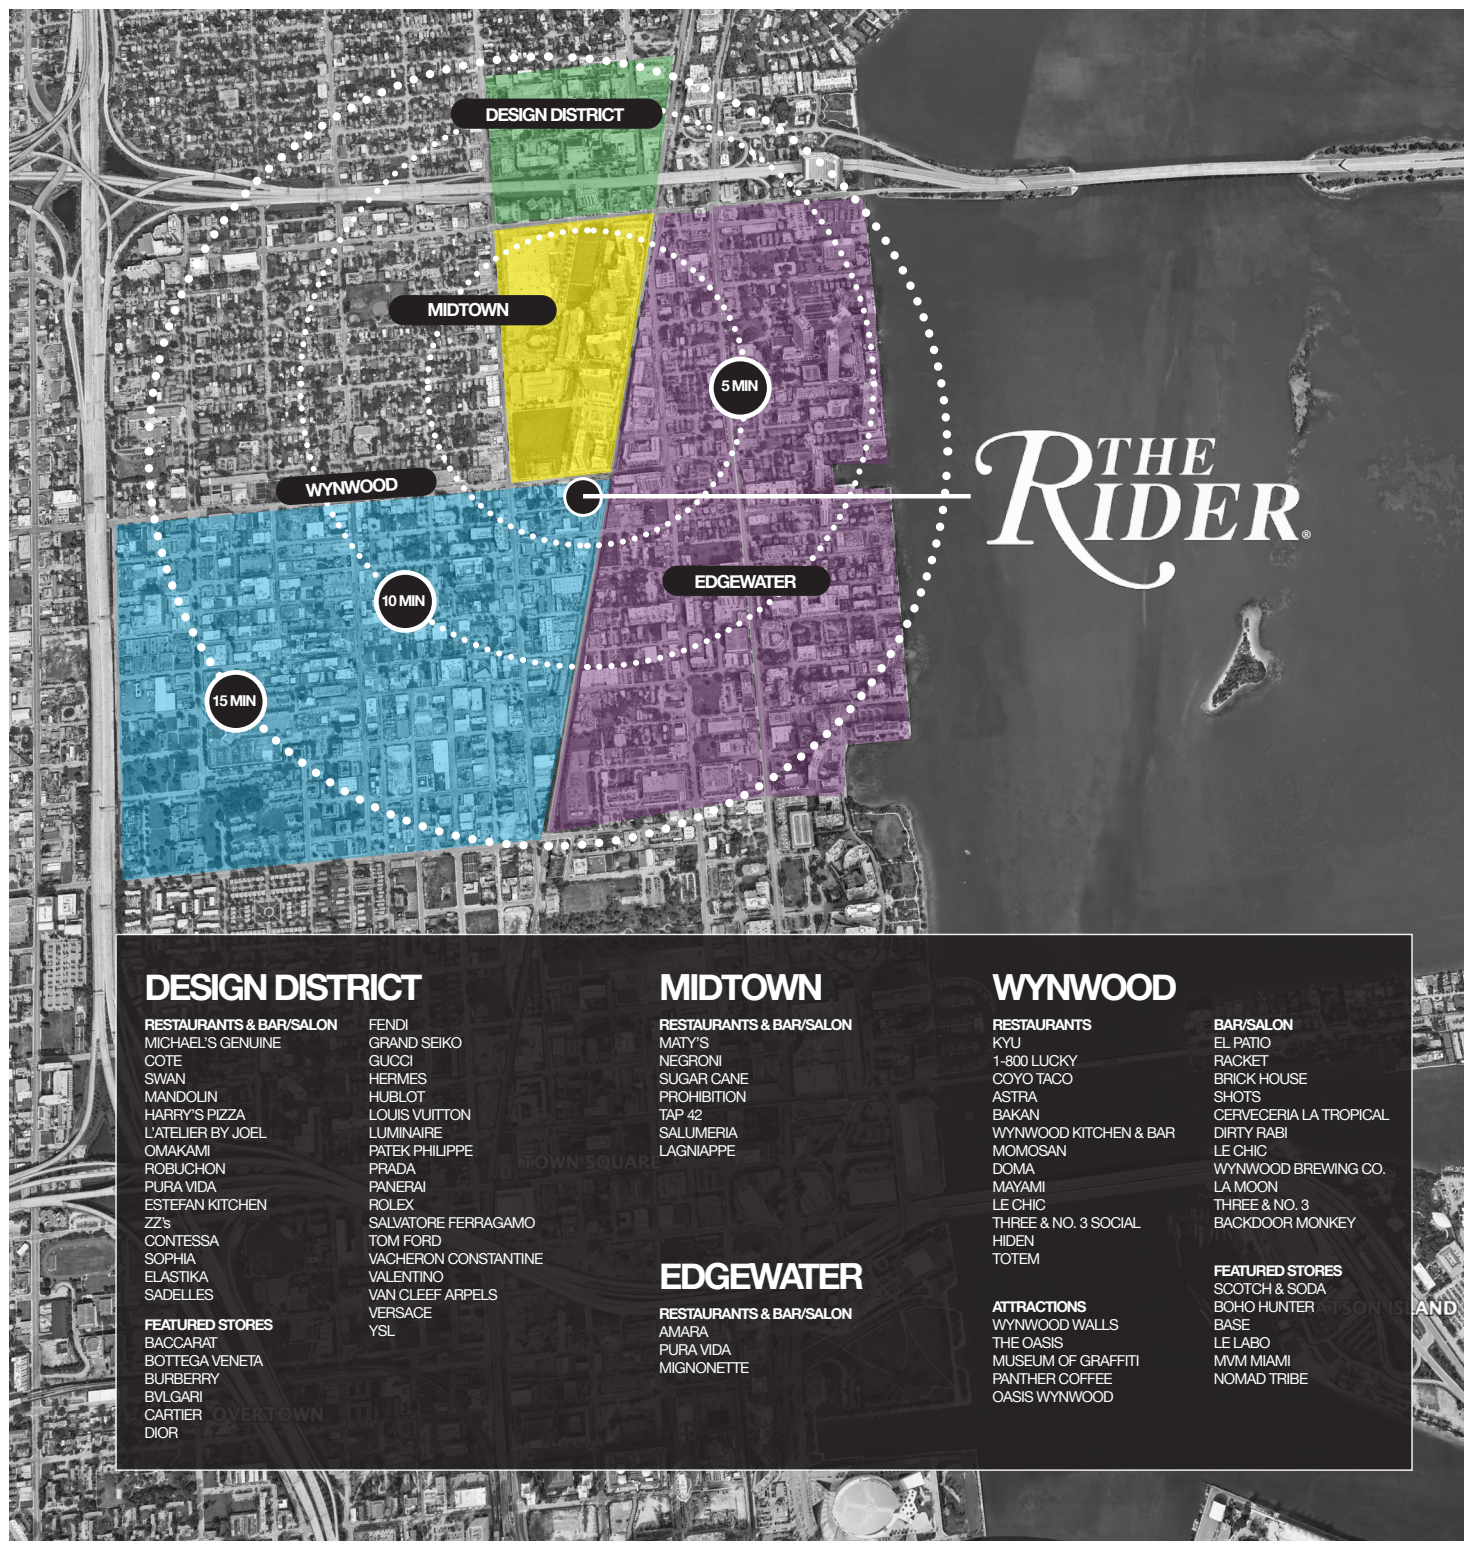 DESIGN DISTRICT
MIDTOWN
5 MIN
THE
RIDER®
WYNWOOD
EDGEWATER
10 MIN
15 MIN
DESIGN DISTRICT
RESTAURANTS & BAR/SALON
MICHAEL'S GENUINE
COTE
SWAN
MANDOLIN
HARRY'S PIZZA
L'ATELIER BY JOEL
OMAKAMI
ROBUCHON
PURA VIDA
ESTEFAN KITCHEN
ZZ's
CONTESSA
SOPHIA
ELASTIKA
SADELLES
FEATURED STORES
BACCARAT
BOTTEGA VENETA
BURBERRY
BVLGARI
CARTIER
DIOR
FENDI
GRAND SEIKO
GUCCI
HERMES
HUBLOT
LOUIS VUITTON
LUMINAIRE
PATEK PHILIPPE
PRADA
PANERAI
ROLEX
SALVATORE FERRAGAMO
TOM FORD
VACHERON CONSTANTINE
VALENTINO
VAN CLEEF ARPELS
VERSACE
YSL
MIDTOWN
RESTAURANTS & BAR/SALON
MATY'S
NEGRONI
SUGAR CANE
PROHIBITION
TAP 42
SALUMERIA
LAGNIAPPE
EDGEWATER
RESTAURANTS & BAR/SALON
AMARA
PURA VIDA
MIGNONETTE
WYNWOOD
RESTAURANTS
KYU
1-800 LUCKY
COYO TACO
ASTRA
BAKAN
WYNWOOD KITCHEN & BAR
MOMOSAN
DOMA
MAYAMI
LE CHIC
THREE & NO. 3 SOCIAL
HIDEN
TOTEM
ATTRACTIONS
WYNWOOD WALLS
THE OASIS
MUSEUM OF GRAFFITI
PANTHER COFFEE
OASIS WYNWOOD
BAR/SALON
EL PATIO
RACKET
BRICK HOUSE
SHOTS
CERVECERIA LA TROPICAL
DIRTY RABI
LE CHIC
WYNWOOD BREWING CO.
LA MOON
THREE & NO. 3
BACKDOOR MONKEY
FEATURED STORES
SCOTCH & SODA
BOHO HUNTER
BASE
LE LABO
MVM MIAMI
NOMAD TRIBE
TOWN SQUARE
OVERTOWN
ATSON ISLAND